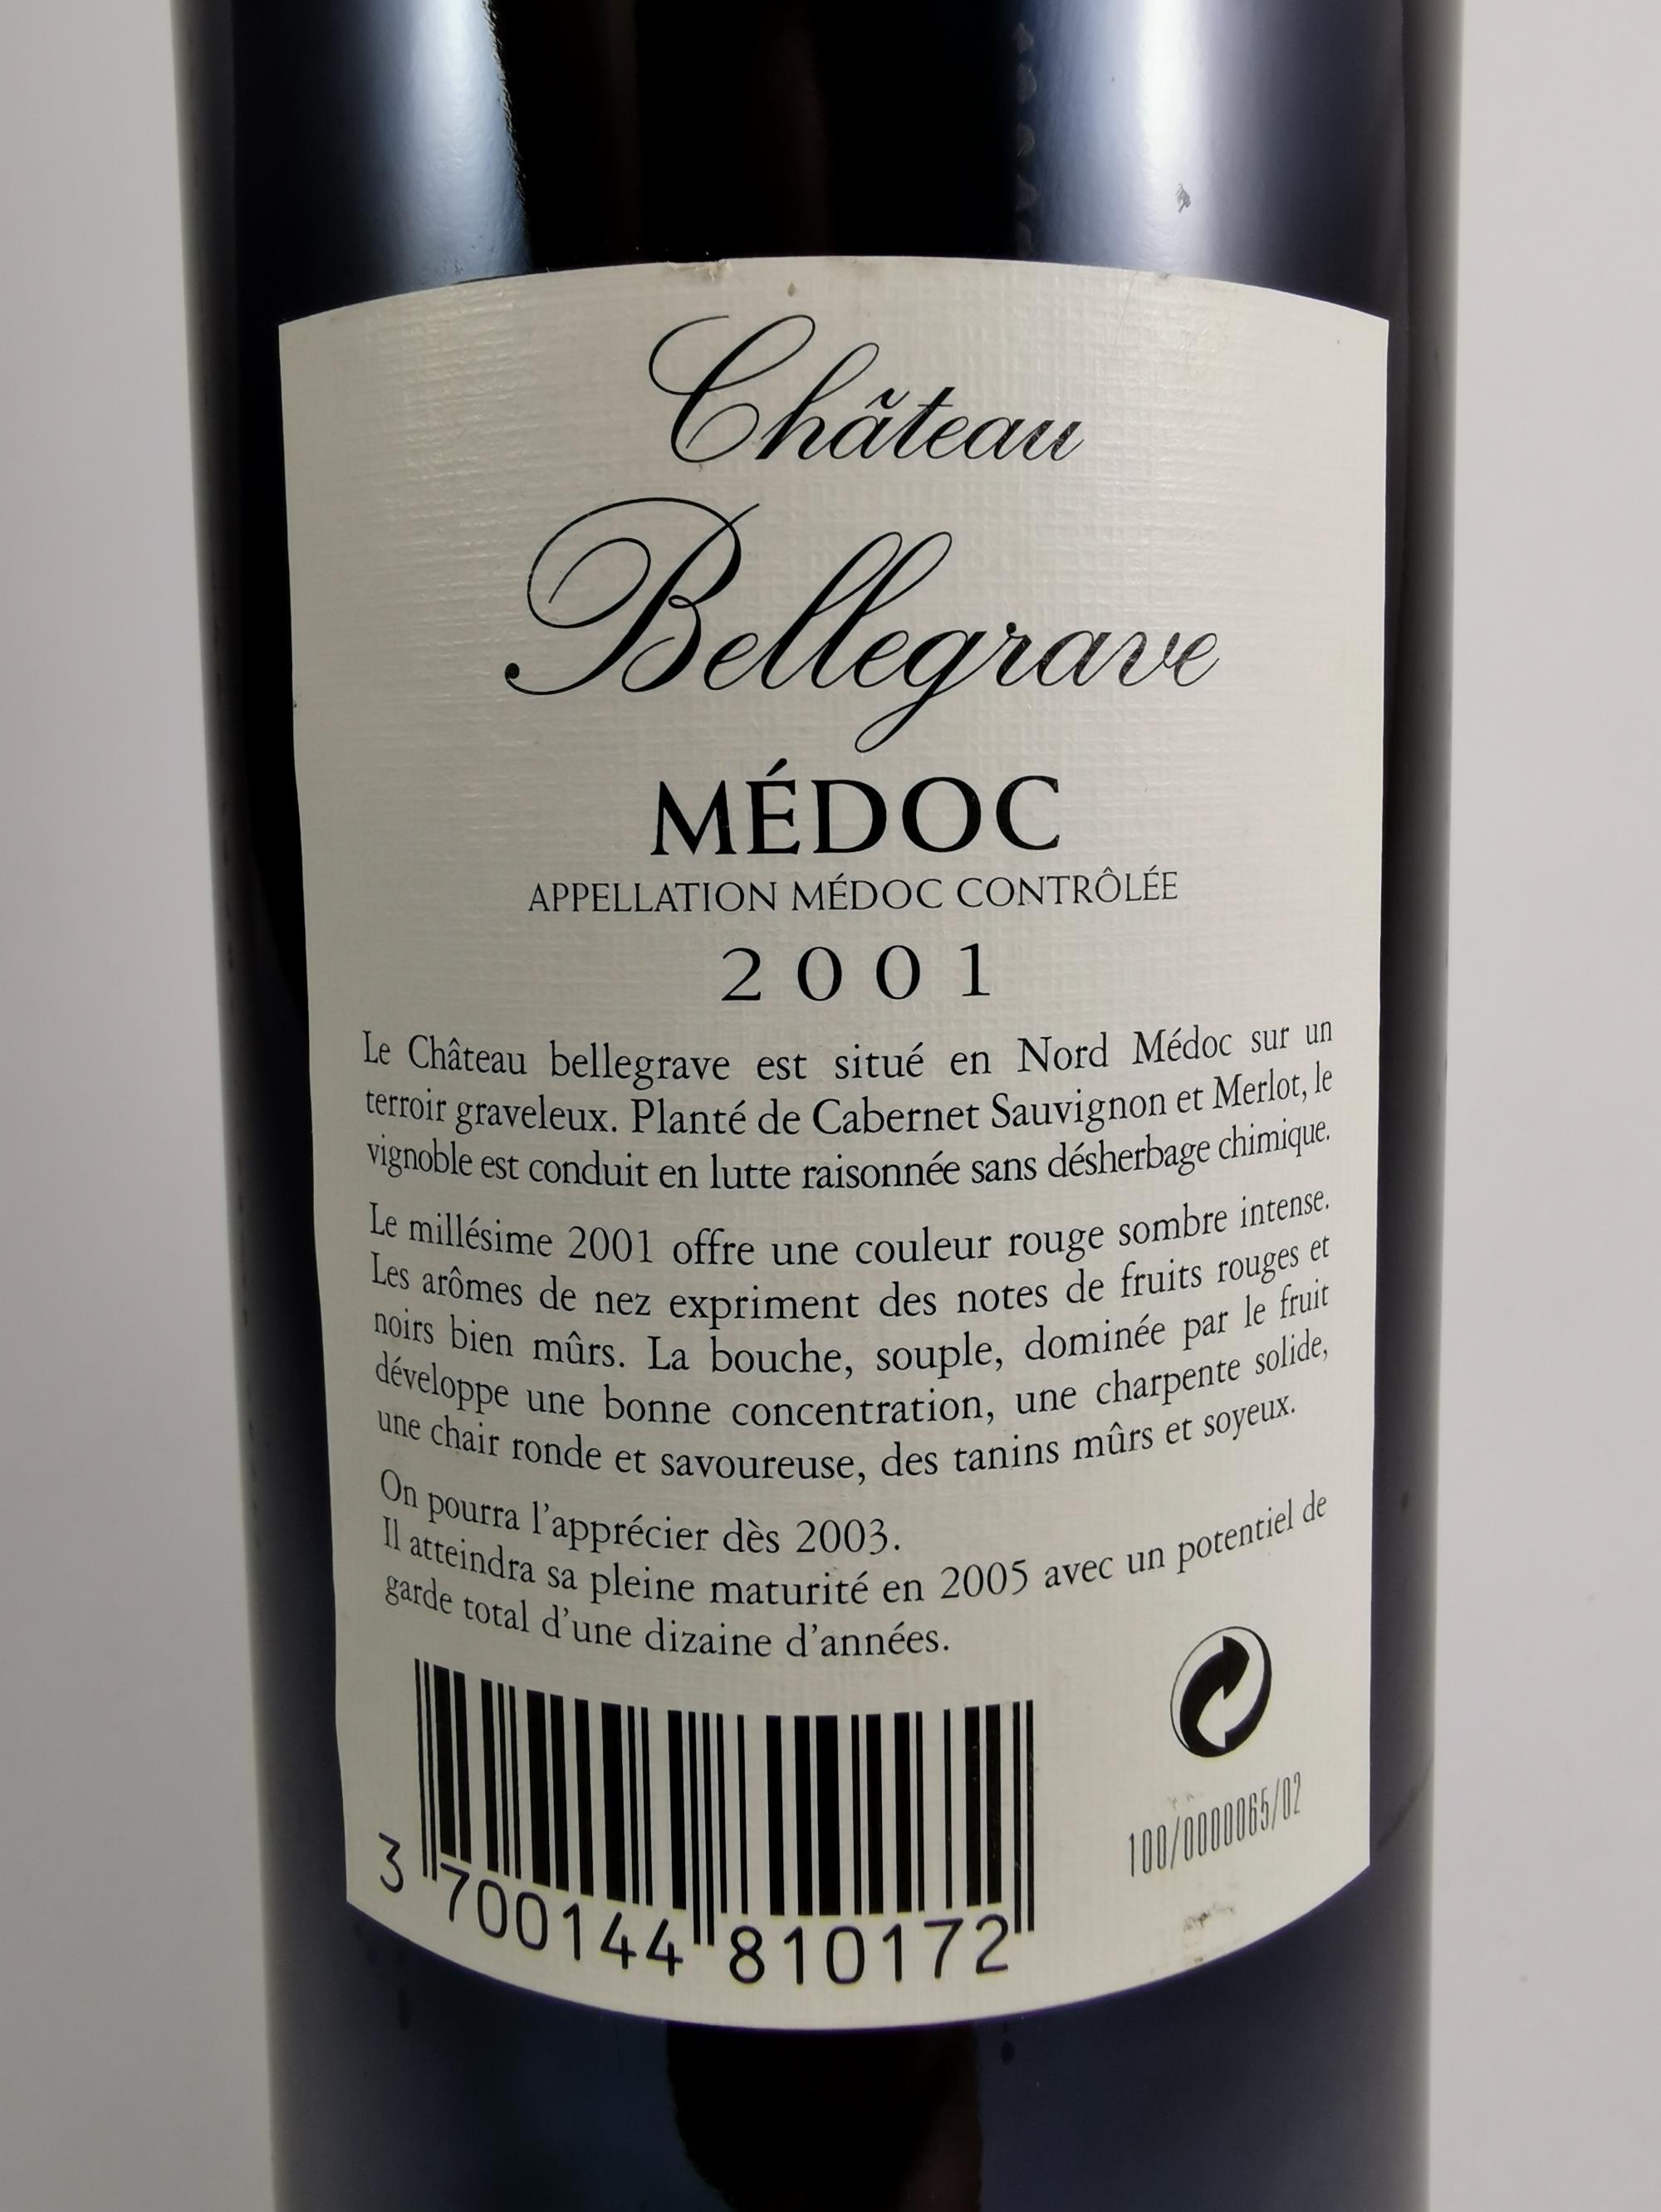 Château
Bellegrave
MÉDOC
APPELLATION MÉDOC CONTRÔLÉE
2001
Le Château bellegrave est situé en Nord Médoc sur un
terroir graveleux. Planté de Cabernet Sauvignon et Merlot, le
vignoble est conduit en lutte raisonnée sans désherbage chimique.
Le millésime 2001 offre une couleur rouge sombre intense.
Les arômes de nez expriment des notes de fruits rouges et
noirs bien mûrs. La bouche, souple, dominée par le fruit
développe une bonne concentration, une charpente solide,
une chair ronde et savoureuse, des tanins mûrs et soyeux.
On pourra l'apprécier dès 2003.
Il atteindra sa pleine maturité en 2005 avec un potentiel de
garde total d'une dizaine d'années.
100/0000065/02
3 700144 810172